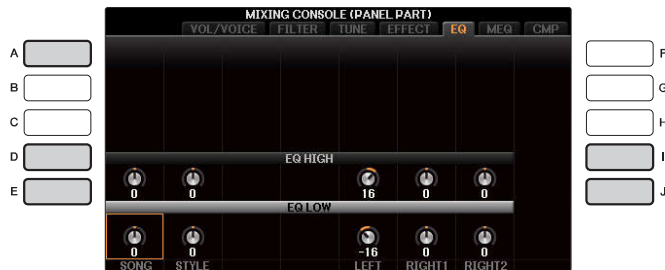 MIXING CONSOLE (PANEL PART)
VOL/VOICE FILTER TUNE EFFECT EQ MEQ CMP
A
F
B
G
C
H
D
EQ HIGH
I
0 0 16 0 0
E
EQ LOW
J
0 0 -16 0 0
SONG STYLE LEFT RIGHT1 RIGHT2